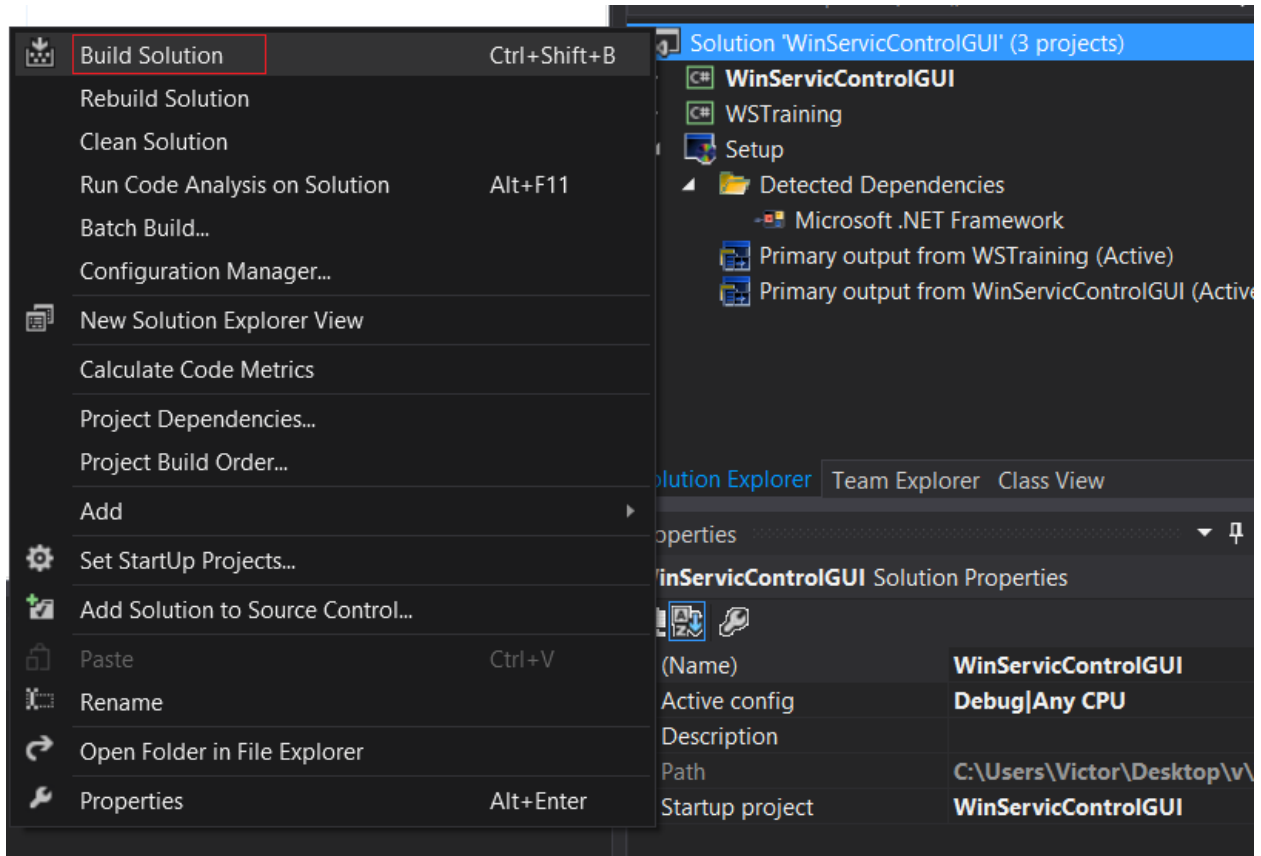 Build Solution Ctrl+Shift+B
Rebuild Solution
Clean Solution
Run Code Analysis on Solution Alt+F11
Batch Build...
Configuration Manager...
New Solution Explorer View
Calculate Code Metrics
Project Dependencies...
Project Build Order...
Add
Set StartUp Projects...
Add Solution to Source Control...
Paste Ctrl+V
Rename
Open Folder in File Explorer
Properties Alt+Enter
Solution 'WinServicControlGUI' (3 projects)
C# WinServicControlGUI
C# WSTraining
Setup
Detected Dependencies
Microsoft .NET Framework
Primary output from WSTraining (Active)
Primary output from WinServicControlGUI (Active
olution Explorer Team Explorer Class View
operties
inServicControlGUI Solution Properties
(Name) WinServicControlGUI
Active config Debug|Any CPU
Description
Path C:\Users\Victor\Desktop\v\
Startup project WinServicControlGUI